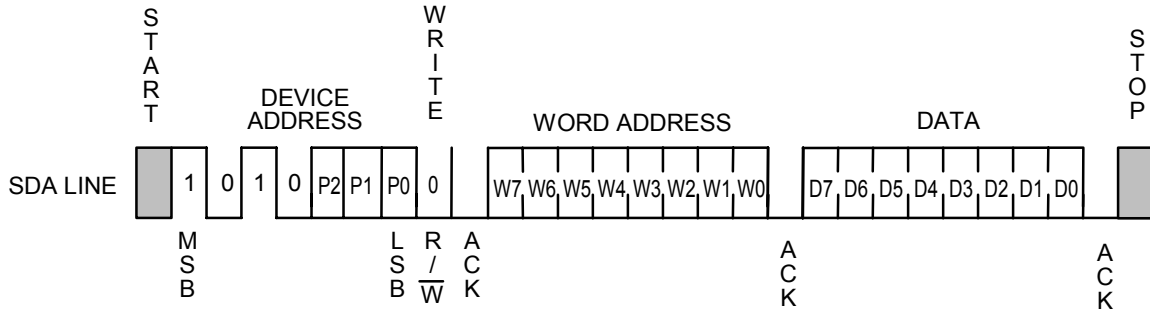 START
WRITE
STOP
DEVICE
ADDRESS
WORD ADDRESS
DATA
SDA LINE
1 0 1 0 P2 P1 P0 0 W7 W6 W5 W4 W3 W2 W1 W0 D7 D6 D5 D4 D3 D2 D1 D0
MSB
LSB
R/W
ACK
ACK
ACK